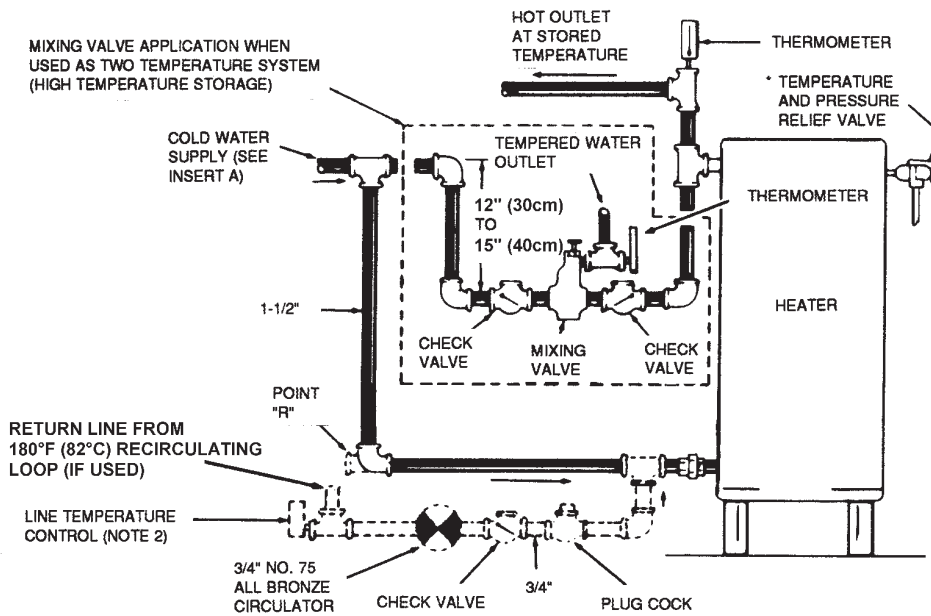 HOT OUTLET
AT STORED
TEMPERATURE
THERMOMETER
MIXING VALVE APPLICATION WHEN
USED AS TWO TEMPERATURE SYSTEM
(HIGH TEMPERATURE STORAGE)
* TEMPERATURE
AND PRESSURE
RELIEF VALVE
COLD WATER
SUPPLY (SEE
INSERT A)
TEMPERED WATER
OUTLET
12" (30cm)
TO
15" (40cm)
THERMOMETER
HEATER
1-1/2"
CHECK
VALVE
MIXING
VALVE
CHECK
VALVE
POINT
"R"
RETURN LINE FROM
180°F (82°C) RECIRCULATING
LOOP (IF USED)
LINE TEMPERATURE
CONTROL (NOTE 2)
3/4" NO. 75
ALL BRONZE
CIRCULATOR
CHECK VALVE
3/4"
PLUG COCK